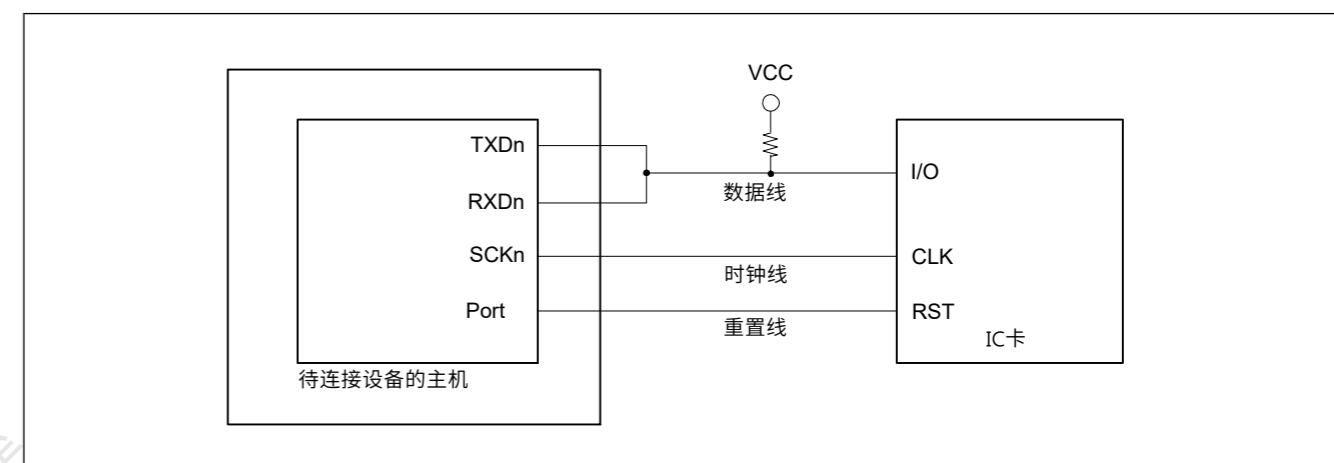 VCC
TXDn
I/O
数据线
RXDn
SCKn
CLK
时钟线
Port
RST
重置线
IC卡
待连接设备的主机